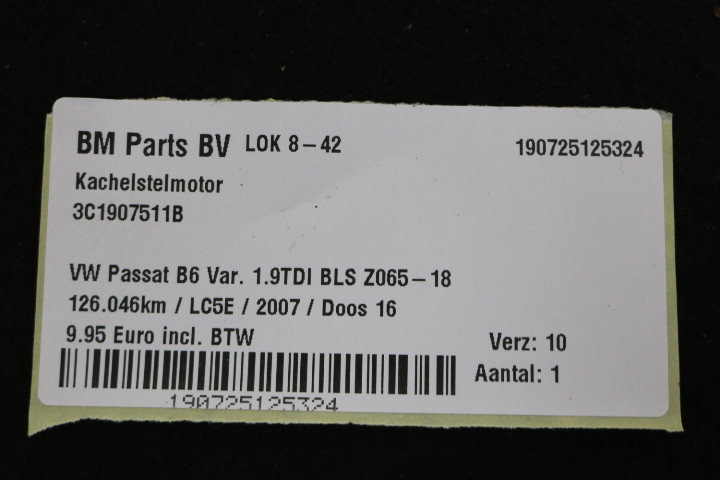 BM Parts BV LOK 8-42 190725125324
Kachelstelmotor
3C1907511B
VW Passat B6 Var. 1.9TDI BLS Z065-18
126.046km / LC5E / 2007 / Doos 16
9.95 Euro incl. BTW Verz: 10
Aantal: 1
190725125324